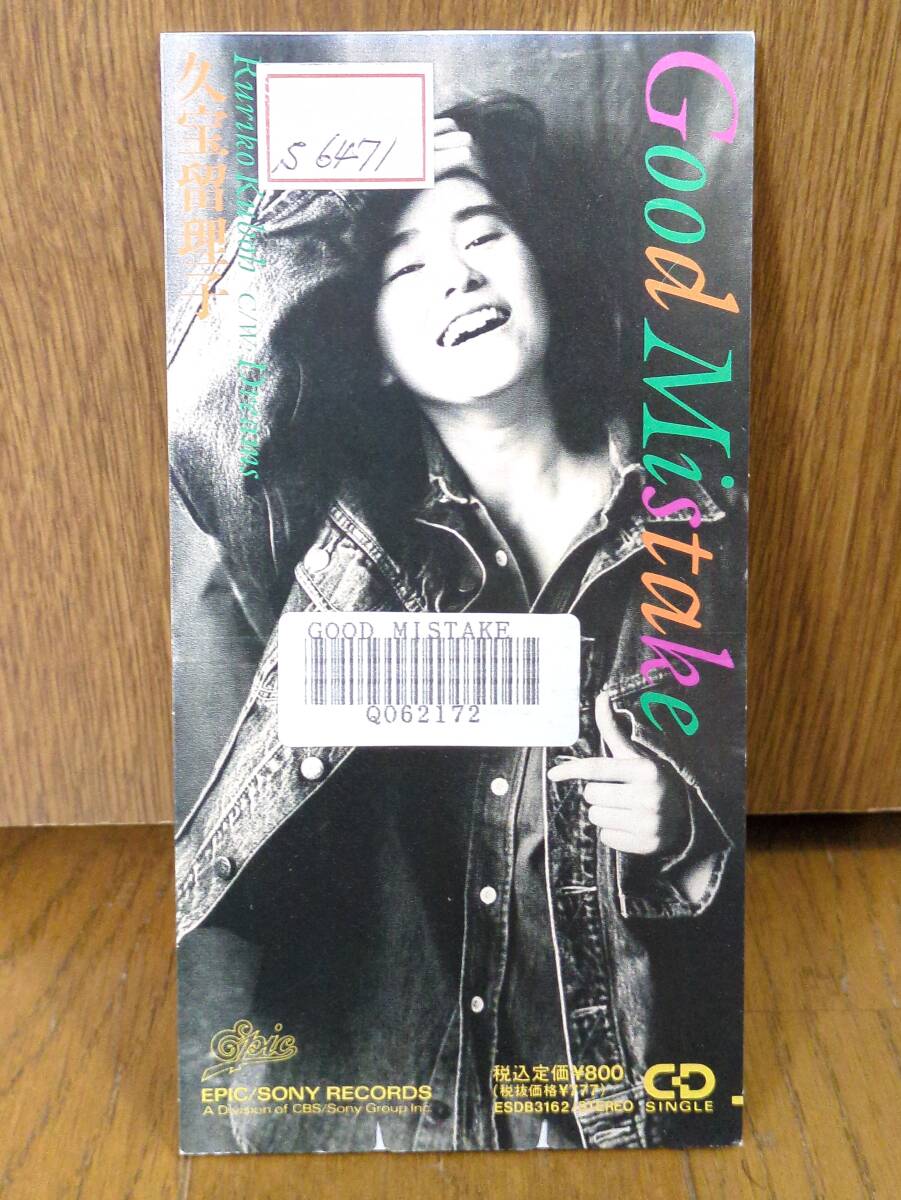 Good Mistake
久宝留理子
Ruriko Kuboh c/w: Dreams
S 6471
GOOD MISTAKE
Q062172
Epic
EPIC/SONY RECORDS
A Division of CBS/Sony Group Inc.
税込定価¥800
(税抜価格¥777)
ESDB3162/STEREO
CD
SINGLE